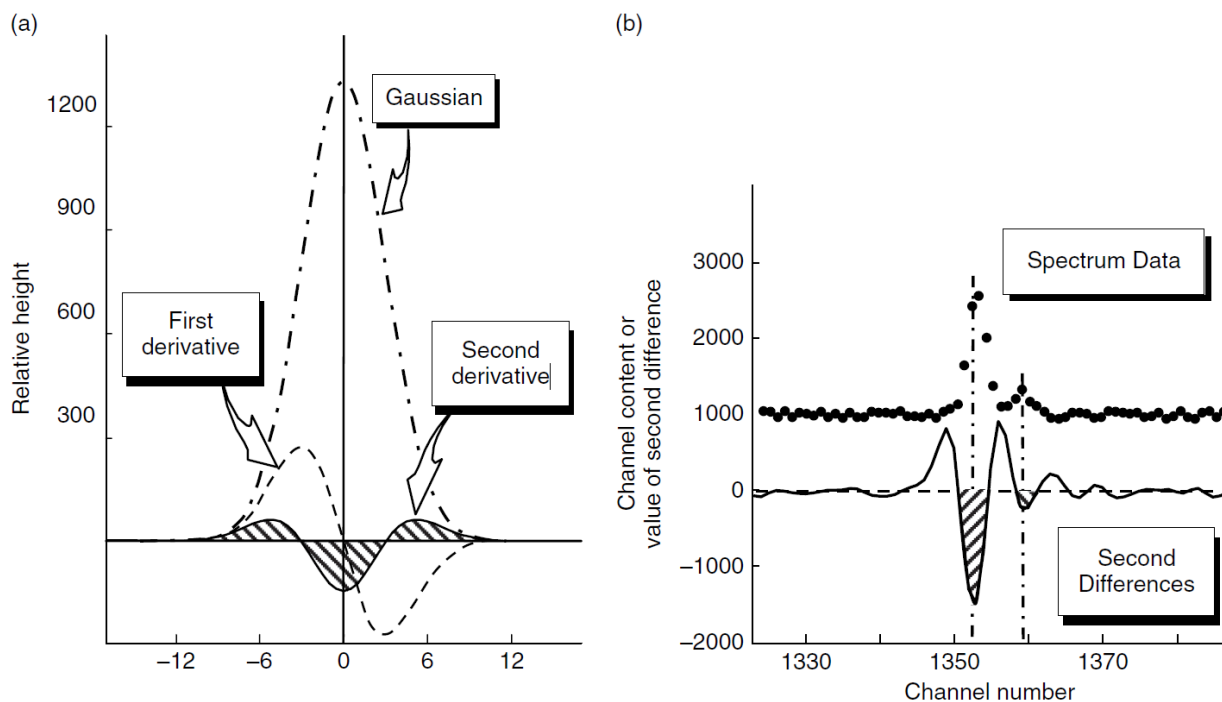 (a)
1200
900
600
300
Relative height
Gaussian
First
derivative
Second
derivative
−12
−6
0
6
12
(b)
Channel content or
value of second difference
3000
2000
1000
0
−1000
−2000
Spectrum Data
Second
Differences
1330
1350
1370
Channel number